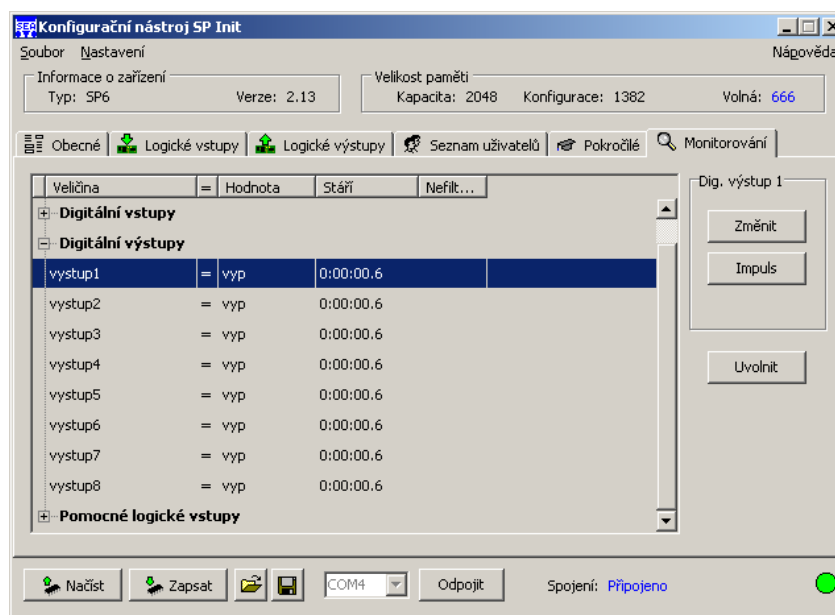 SEA Konfigurační nástroj SP Init
Soubor Nastavení Nápověda
Informace o zařízení Velikost paměti
Typ: SP6 Verze: 2.13 Kapacita: 2048 Konfigurace: 1382 Volná: 666
Obecné Logické vstupy Logické výstupy Seznam uživatelů Pokročilé Monitorování
Veličina = Hodnota Stáří Nefilt... Dig. výstup 1
Digitální vstupy
Změnit
Digitální výstupy
vystup1 = vyp 0:00:00.6 Impuls
vystup2 = vyp 0:00:00.6
vystup3 = vyp 0:00:00.6
vystup4 = vyp 0:00:00.6 Uvolnit
vystup5 = vyp 0:00:00.6
vystup6 = vyp 0:00:00.6
vystup7 = vyp 0:00:00.6
vystup8 = vyp 0:00:00.6
Pomocné logické vstupy
Načíst Zapsat COM4 Odpojit Spojení: Připojeno